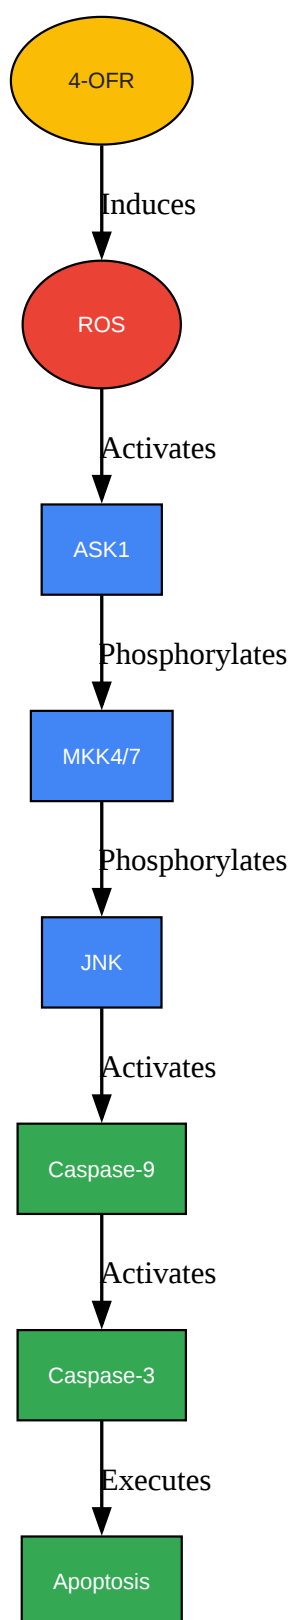 4-OFR
Induces
ROS
Activates
ASK1
Phosphorylates
MKK4/7
Phosphorylates
JNK
Activates
Caspase-9
Activates
Caspase-3
Executes
Apoptosis